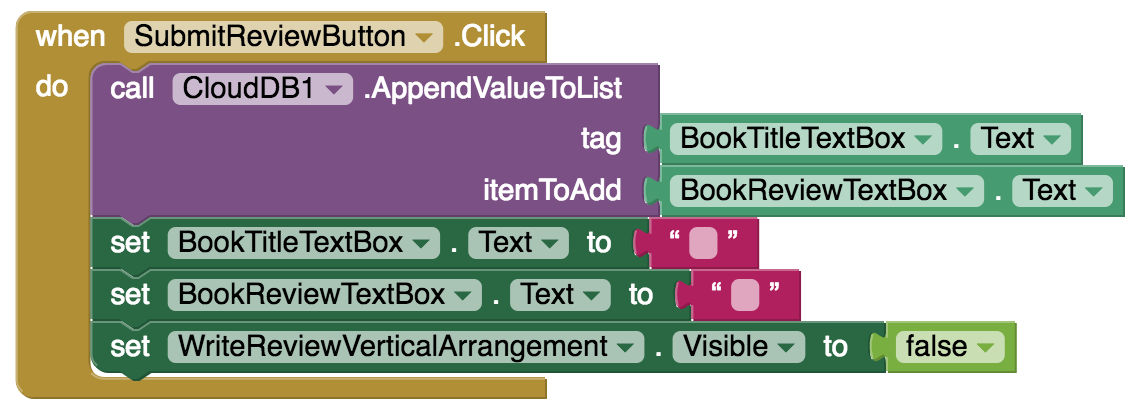 when SubmitReviewButton .Click
do call CloudDB1 .AppendValueToList
tag BookTitleTextBox . Text
itemToAdd BookReviewTextBox . Text
set BookTitleTextBox . Text to “ ”
set BookReviewTextBox . Text to “ ”
set WriteReviewVerticalArrangement . Visible to false